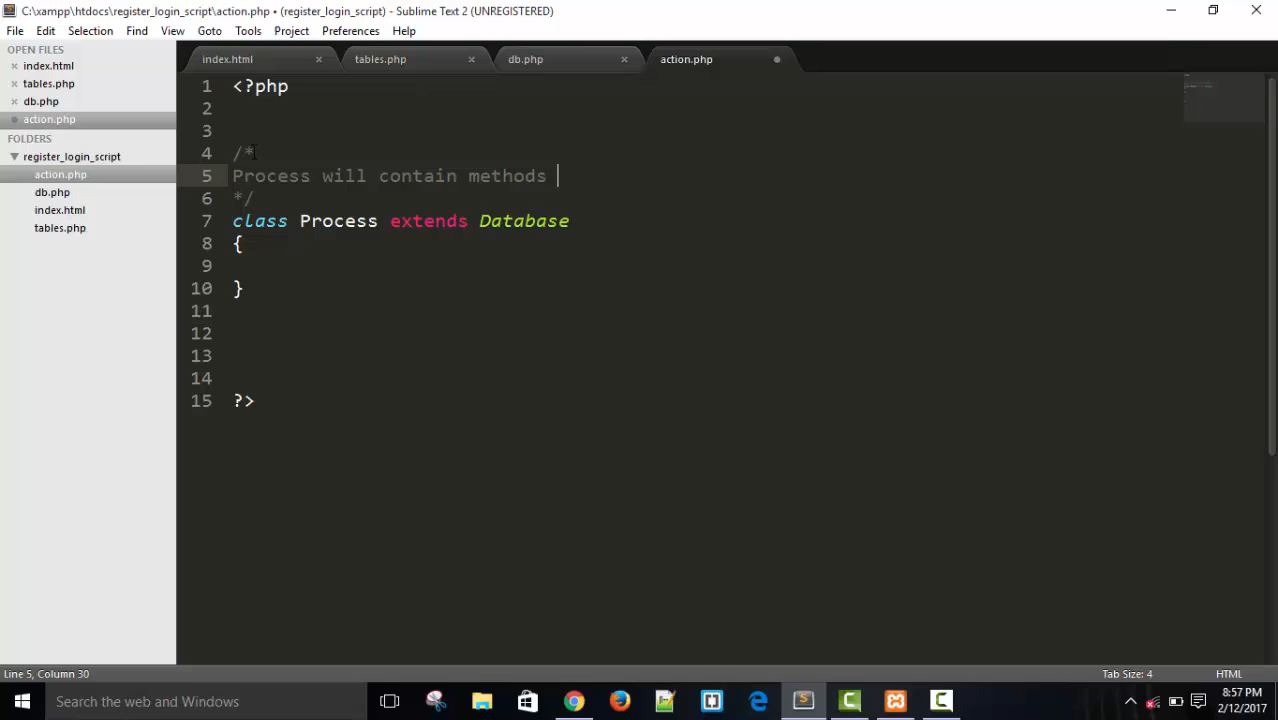 C:\xampp\htdocs\register_login_script\action.php • (register_login_script) - Sublime Text 2 (UNREGISTERED)
File Edit Selection Find View Goto Tools Project Preferences Help
OPEN FILES
index.html
tables.php
db.php
action.php
FOLDERS
register_login_script
action.php
db.php
index.html
tables.php
index.html tables.php db.php action.php
1 <?php
2
3
4 /*
5 Process will contain methods
6 */
7 class Process extends Database
8 {
9
10 }
11
12
13
14
15 ?>
Line 5, Column 30 Tab Size: 4 HTML
Search the web and Windows
8:57 PM
2/12/2017